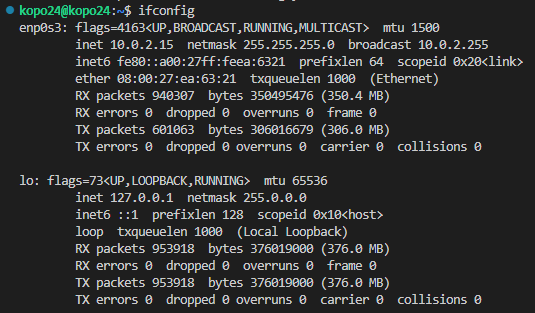 kopo24@kopo24:~$ ifconfig
enp0s3: flags=4163<UP,BROADCAST,RUNNING,MULTICAST>  mtu 1500
        inet 10.0.2.15  netmask 255.255.255.0  broadcast 10.0.2.255
        inet6 fe80::a00:27ff:feea:6321  prefixlen 64  scopeid 0x20<link>
        ether 08:00:27:ea:63:21  txqueuelen 1000  (Ethernet)
        RX packets 940307  bytes 350495476 (350.4 MB)
        RX errors 0  dropped 0  overruns 0  frame 0
        TX packets 601063  bytes 306016679 (306.0 MB)
        TX errors 0  dropped 0 overruns 0  carrier 0  collisions 0

lo: flags=73<UP,LOOPBACK,RUNNING>  mtu 65536
        inet 127.0.0.1  netmask 255.0.0.0
        inet6 ::1  prefixlen 128  scopeid 0x10<host>
        loop  txqueuelen 1000  (Local Loopback)
        RX packets 953918  bytes 376019000 (376.0 MB)
        RX errors 0  dropped 0  overruns 0  frame 0
        TX packets 953918  bytes 376019000 (376.0 MB)
        TX errors 0  dropped 0 overruns 0  carrier 0  collisions 0